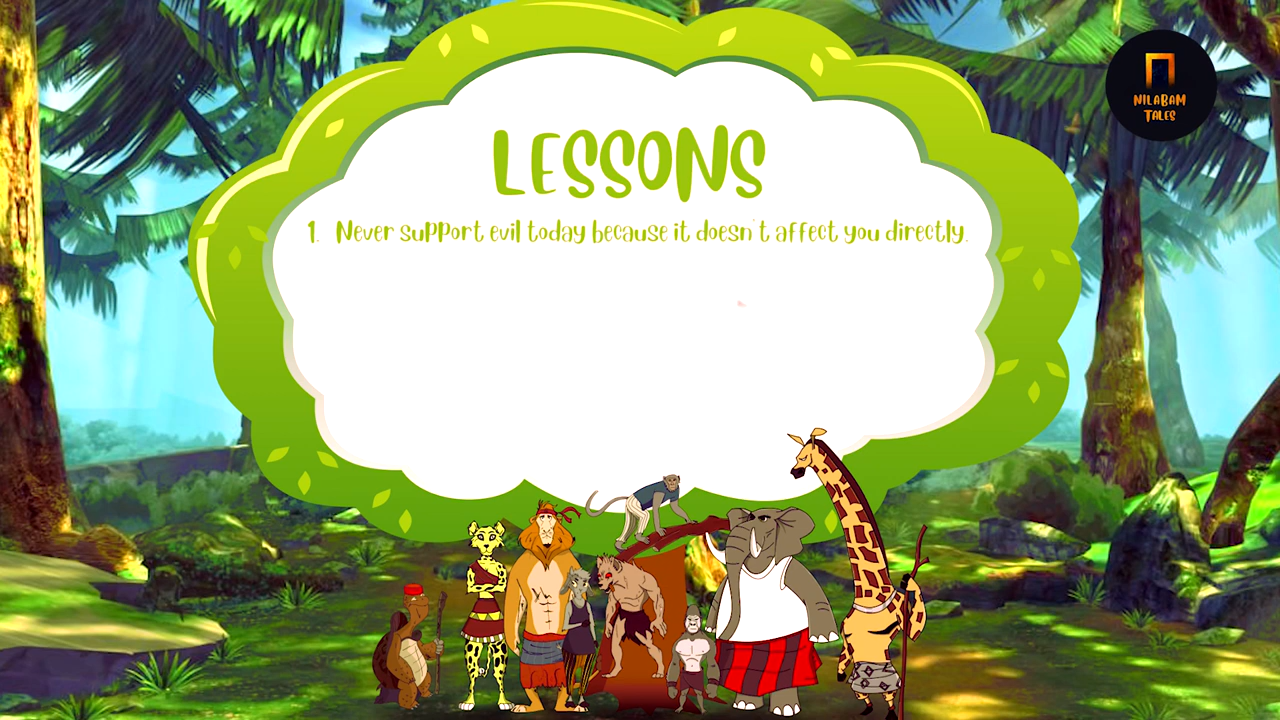 NILABAM
TALES
LESSONS
1. Never support evil today because it doesn't affect you directly.